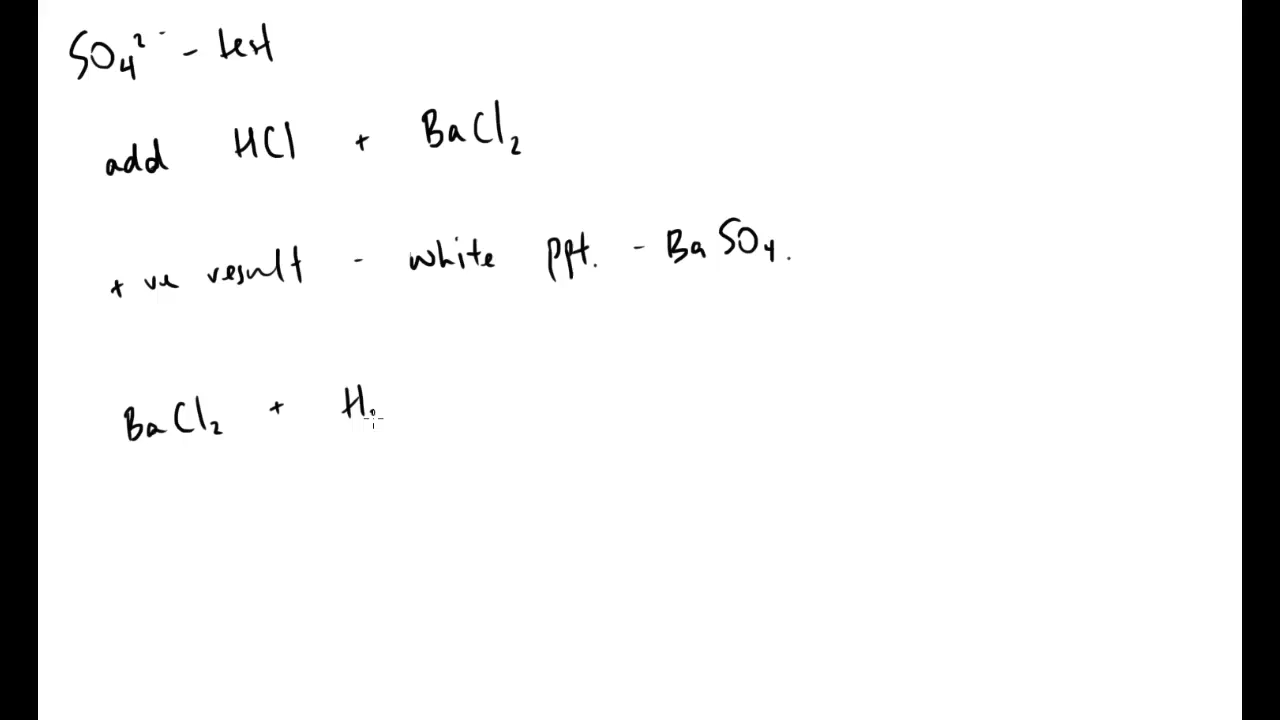 SO₄²⁻ - test
add HCl + BaCl₂
+ve result - white ppt. - BaSO₄.
BaCl₂ + H